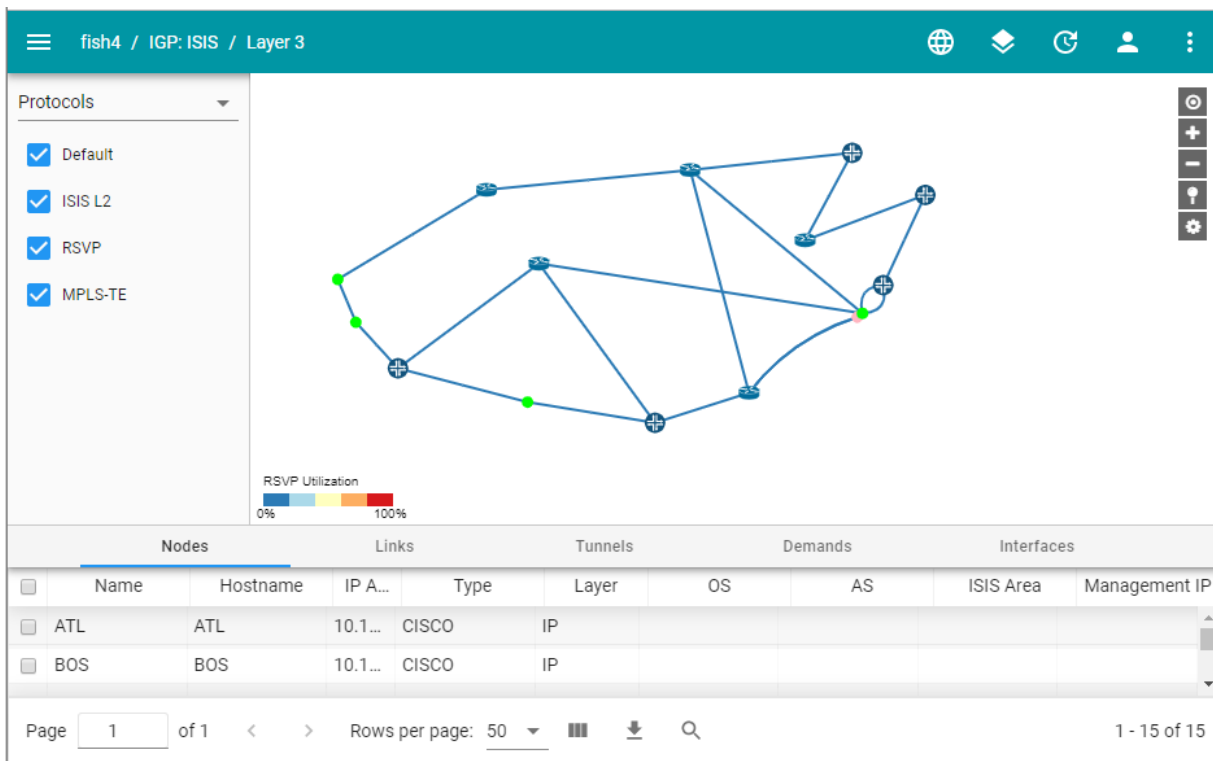 fish4 / IGP: ISIS / Layer 3
Protocols
Default
ISIS L2
RSVP
MPLS-TE
RSVP Utilization
0% 100%
Nodes Links Tunnels Demands Interfaces
Name Hostname IP A... Type Layer OS AS ISIS Area Management IP
ATL ATL 10.1... CISCO IP
BOS BOS 10.1... CISCO IP
Page 1 of 1 < > Rows per page: 50 1 - 15 of 15